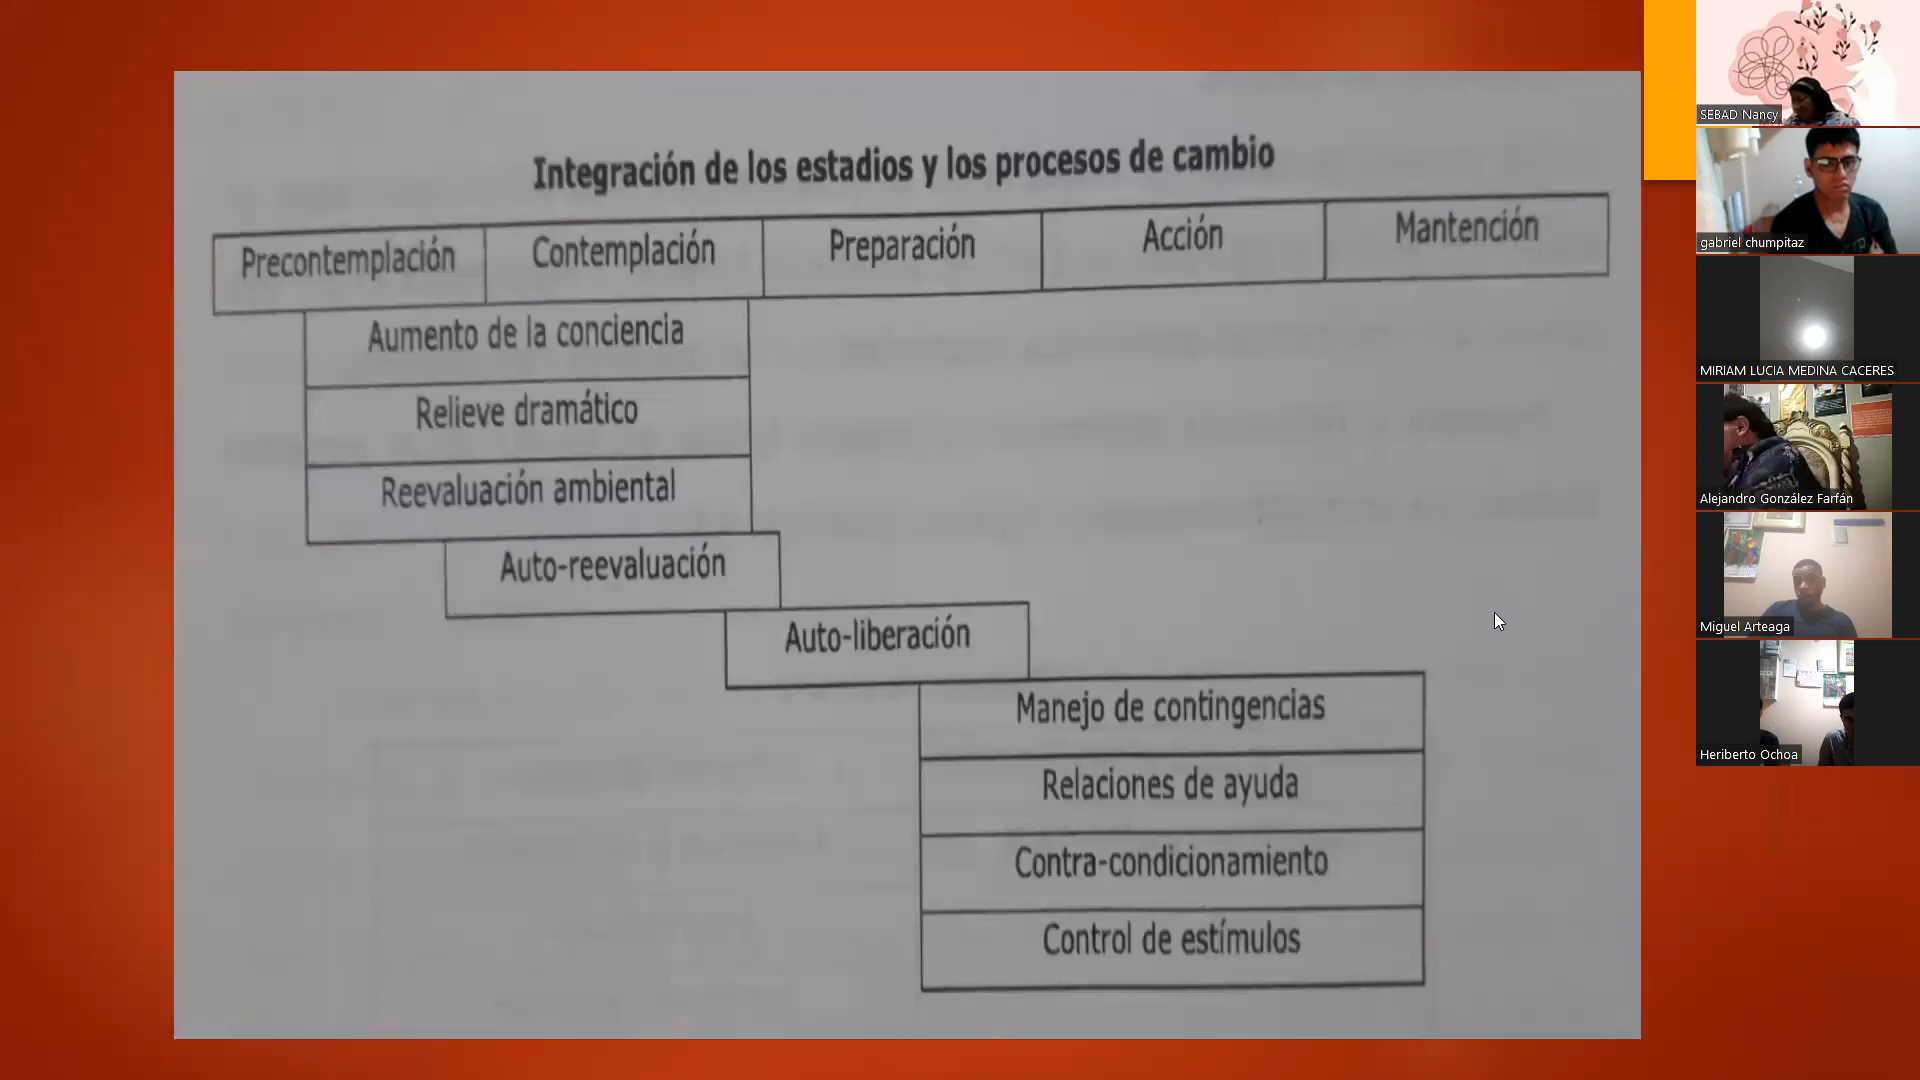 Integración de los estadios y los procesos de cambio
Precontemplación
Contemplación
Preparación
Acción
Mantención
Aumento de la conciencia
Relieve dramático
Reevaluación ambiental
Auto-reevaluación
Auto-liberación
Manejo de contingencias
Relaciones de ayuda
Contra-condicionamiento
Control de estímulos
SEBAD Nancy
gabriel chumpitaz
MIRIAM LUCIA MEDINA CACERES
Alejandro González Farfán
Miguel Arteaga
Heriberto Ochoa